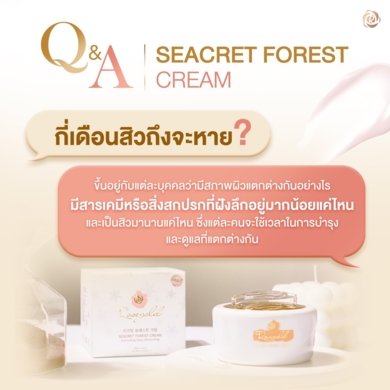 Q&A
SEACRET FOREST
CREAM
กี่เดือนสิวถึงจะหาย?
ขึ้นอยู่กับแต่ละบุคคลว่ามีสภาพผิวแตกต่างกันอย่างไร
มีสารเคมีหรือสิ่งสกปรกที่ฝังลึกอยู่มากน้อยแค่ไหน
และเป็นสิวมานานแค่ไหน ซึ่งแต่ละคนจะใช้เวลาในการบำรุง
และดูแลที่แตกต่างกัน
SEACRET FOREST CREAM